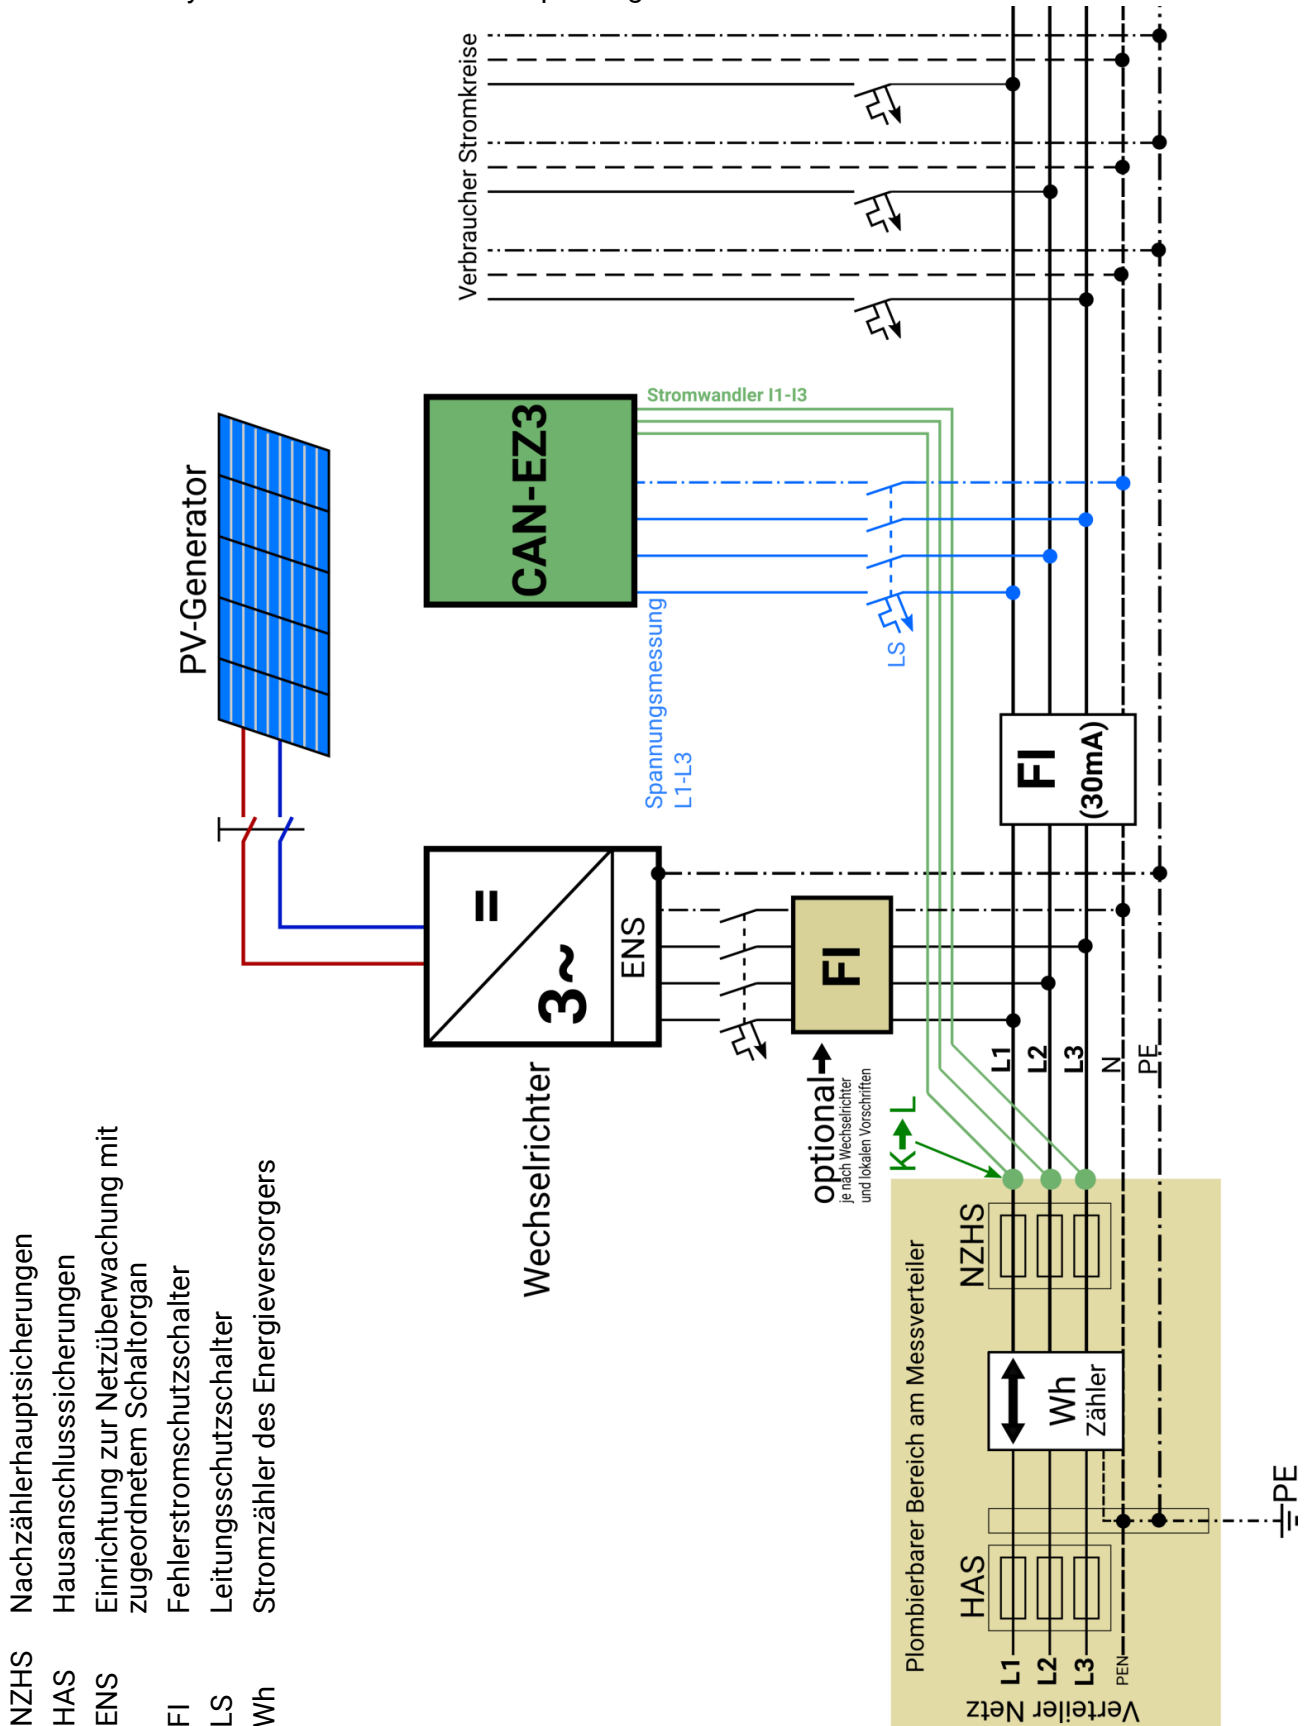 Verbraucher Stromkreise
PV-Generator
CAN-EZ3
Stromwandler I1-I3
Spannungsmessung
L1-L3
LS
FI
(30mA)
=
3~
ENS
Wechselrichter
FI
optional
je nach Wechselrichter
und lokalen Vorschriften
K➔L
L1
L2
L3
N
PE
Plombierbarer Bereich am Messverteiler
NZHS
Wh
Zähler
HAS
L1
L2
L3
PEN
Verteiler Netz
PE
NZHS Nachzählerhauptsicherungen
HAS Hausanschlusssicherungen
ENS Einrichtung zur Netzüberwachung mit
zugeordnetem Schaltorgan
FI Fehlerstromschutzschalter
LS Leitungsschutzschalter
Wh Stromzähler des Energieversorgers